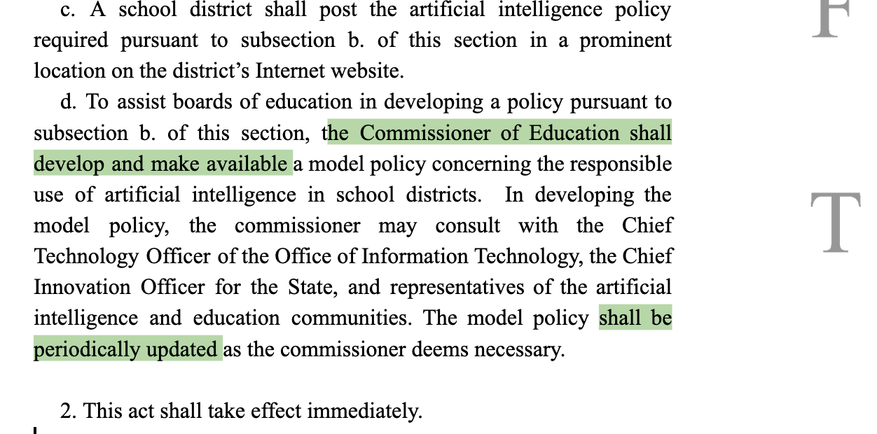 c. A school district shall post the artificial intelligence policy
required pursuant to subsection b. of this section in a prominent
location on the district's Internet website.
d. To assist boards of education in developing a policy pursuant to
subsection b. of this section, the Commissioner of Education shall
develop and make available a model policy concerning the responsible
use of artificial intelligence in school districts. In developing the
model policy, the commissioner may consult with the Chief
Technology Officer of the Office of Information Technology, the Chief
Innovation Officer for the State, and representatives of the artificial
intelligence and education communities. The model policy shall be
periodically updated as the commissioner deems necessary.
2. This act shall take effect immediately.
F
T